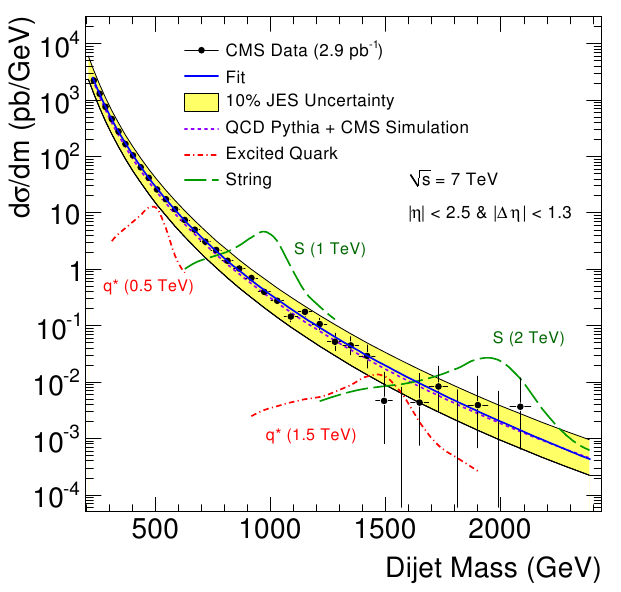 dσ/dm (pb/GeV)
10⁴
10³
10²
10
1
10⁻¹
10⁻²
10⁻³
10⁻⁴
CMS Data (2.9 pb⁻¹)
Fit
10% JES Uncertainty
QCD Pythia + CMS Simulation
Excited Quark
String
√s = 7 TeV
|η| < 2.5 & |Δη| < 1.3
S (1 TeV)
q* (0.5 TeV)
S (2 TeV)
q* (1.5 TeV)
500 1000 1500 2000
Dijet Mass (GeV)